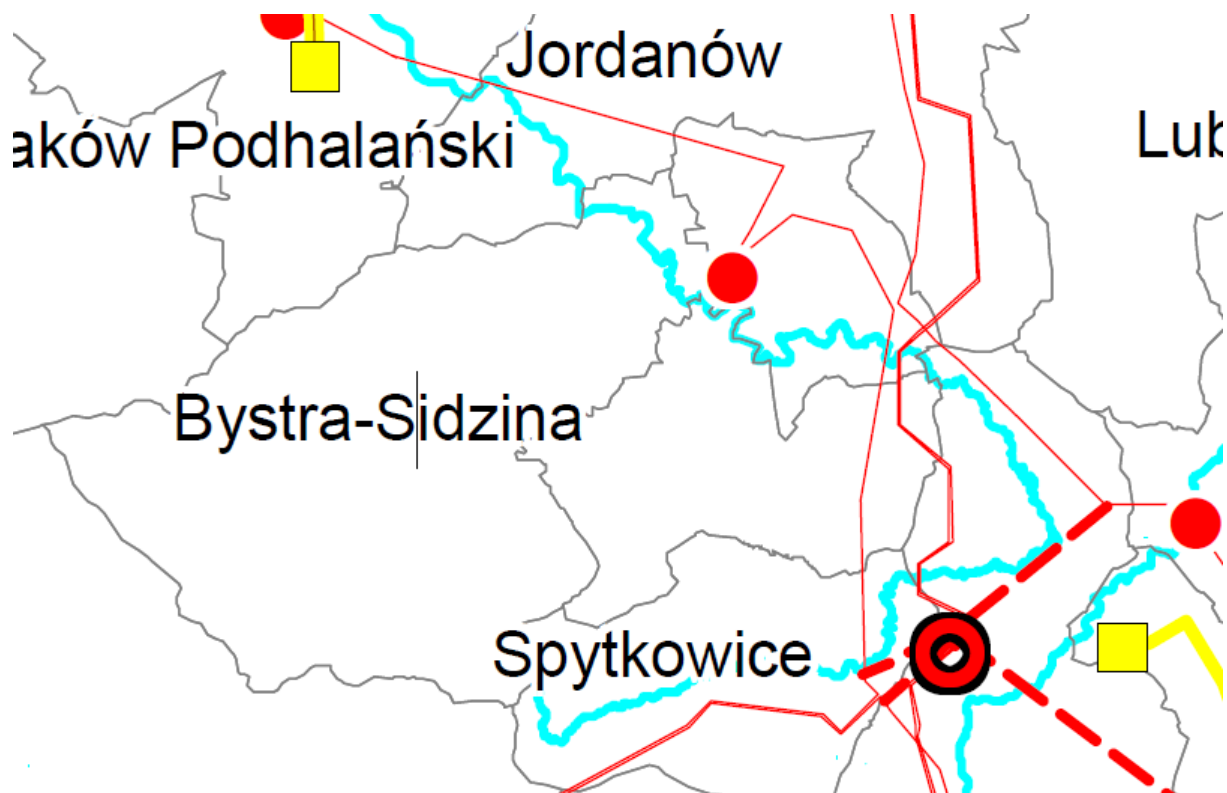 Jordanów
aków Podhalański
Lub
Bystra-Sidzina
Spytkowice